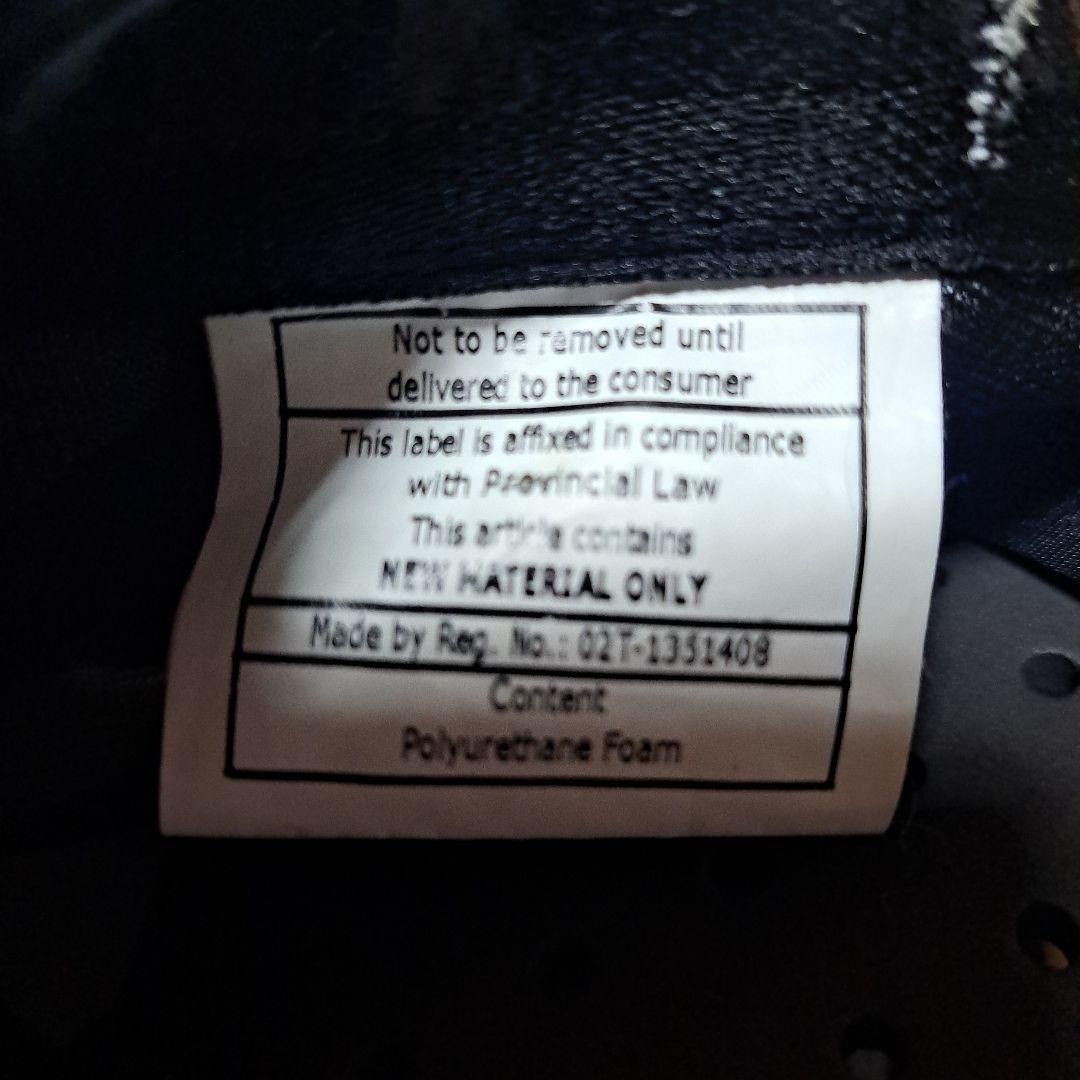 Not to be removed until
delivered to the consumer
This label is affixed in compliance
with Provincial Law
This article contains
NEW MATERIAL ONLY
Made by Reg. No.: 02T-1351408
Content
Polyurethane Foam